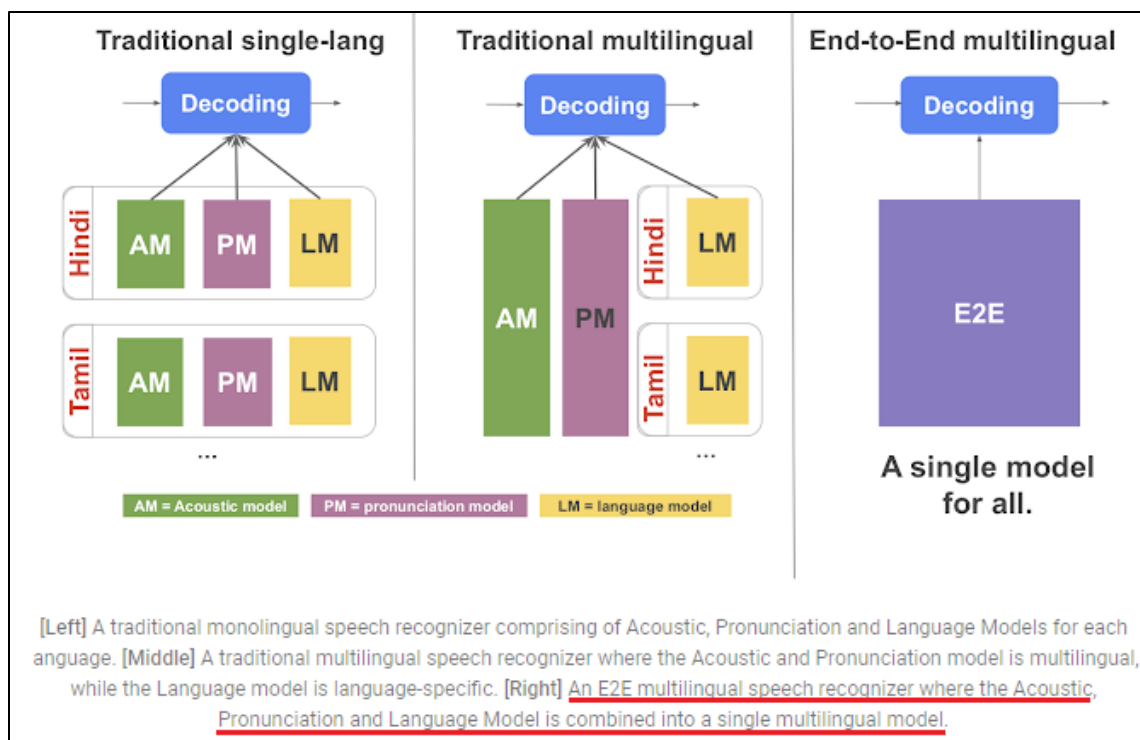 Traditional single-lang
Decoding
Hindi
AM
PM
LM
Tamil
AM
PM
LM
...
Traditional multilingual
Decoding
AM
PM
Hindi
LM
Tamil
LM
...
End-to-End multilingual
Decoding
E2E
A single model
for all.
AM = Acoustic model
PM = pronunciation model
LM = language model
[Left] A traditional monolingual speech recognizer comprising of Acoustic, Pronunciation and Language Models for each
anguage. [Middle] A traditional multilingual speech recognizer where the Acoustic and Pronunciation model is multilingual,
while the Language model is language-specific. [Right] An E2E multilingual speech recognizer where the Acoustic,
Pronunciation and Language Model is combined into a single multilingual model.